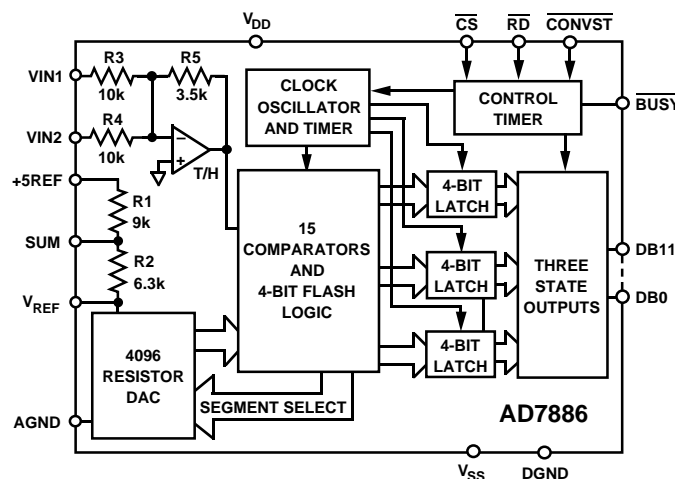 VDD
CS
RD
CONVST
VIN1
R3
10k
R5
3.5k
CLOCK
OSCILLATOR
AND TIMER
CONTROL
TIMER
BUSY
VIN2
R4
10k
–
+
T/H
+5REF
R1
9k
SUM
R2
6.3k
VREF
15
COMPARATORS
AND
4-BIT FLASH
LOGIC
4-BIT
LATCH
4-BIT
LATCH
4-BIT
LATCH
THREE
STATE
OUTPUTS
DB11
DB0
4096
RESISTOR
DAC
SEGMENT SELECT
AGND
AD7886
VSS
DGND